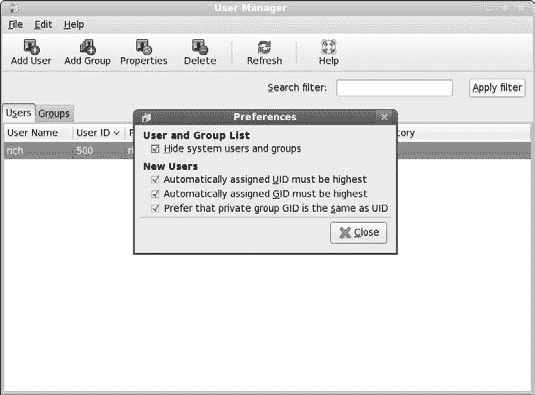 User Manager
File Edit Help
Add User Add Group Properties Delete Refresh Help
Search filter: Apply filter
Users Groups
User Name User ID
rich 500
Preferences
User and Group List
Hide system users and groups
New Users
Automatically assigned UID must be highest
Automatically assigned GID must be highest
Prefer that private group GID is the same as UID
Close